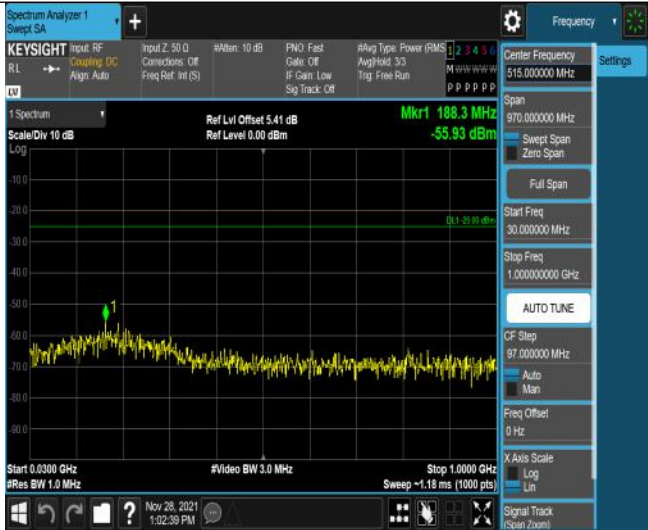 Spectrum Analyzer 1
Swept SA
Frequency
KEYSIGHT
RL
LV
Input: RF
Coupling: DC
Align: Auto
Input Z: 50 Ω
Corrections: Off
Freq Ref: Int (S)
#Atten: 10 dB
PNO: Fast
Gate: Off
IF Gain: Low
Sig Track: Off
#Avg Type: Power (RMS
Avg|Hold: 3/3
Trig: Free Run
1 2 3 4 5 6
M W W W W W
P P P P P P
1 Spectrum
Scale/Div 10 dB
Log
Ref Lvl Offset 5.41 dB
Ref Level 0.00 dBm
Mkr1 188.3 MHz
-55.93 dBm
-10.0
-20.0
DL1 -25.00 dBm
-30.0
-40.0
-50.0
1
-60.0
-70.0
-80.0
-90.0
Start 0.0300 GHz
#Res BW 1.0 MHz
#Video BW 3.0 MHz
Stop 1.0000 GHz
Sweep ~1.18 ms (1000 pts)
Nov 28, 2021
1:02:39 PM
Center Frequency
515.000000 MHz
Settings
Span
970.000000 MHz
Swept Span
Zero Span
Full Span
Start Freq
30.000000 MHz
Stop Freq
1.000000000 GHz
AUTO TUNE
CF Step
97.000000 MHz
Auto
Man
Freq Offset
0 Hz
X Axis Scale
Log
Lin
Signal Track
(Span Zoom)